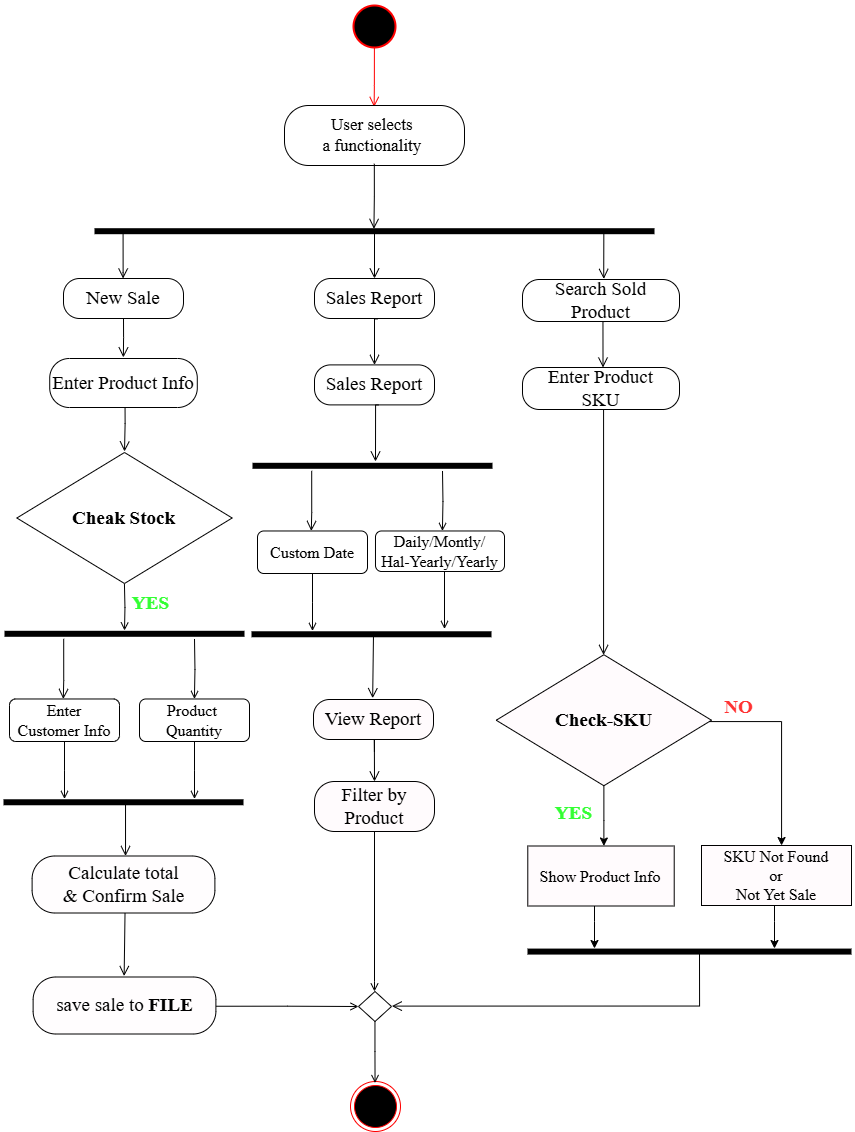 User selects
a functionality
New Sale
Sales Report
Search Sold
Product
Enter Product Info
Sales Report
Enter Product
SKU
Cheak Stock
Custom Date
Daily/Montly/
Hal-Yearly/Yearly
YES
Enter
Customer Info
Product
Quantity
View Report
Check-SKU
NO
Filter by
Product
YES
Calculate total
& Confirm Sale
Show Product Info
SKU Not Found
or
Not Yet Sale
save sale to FILE